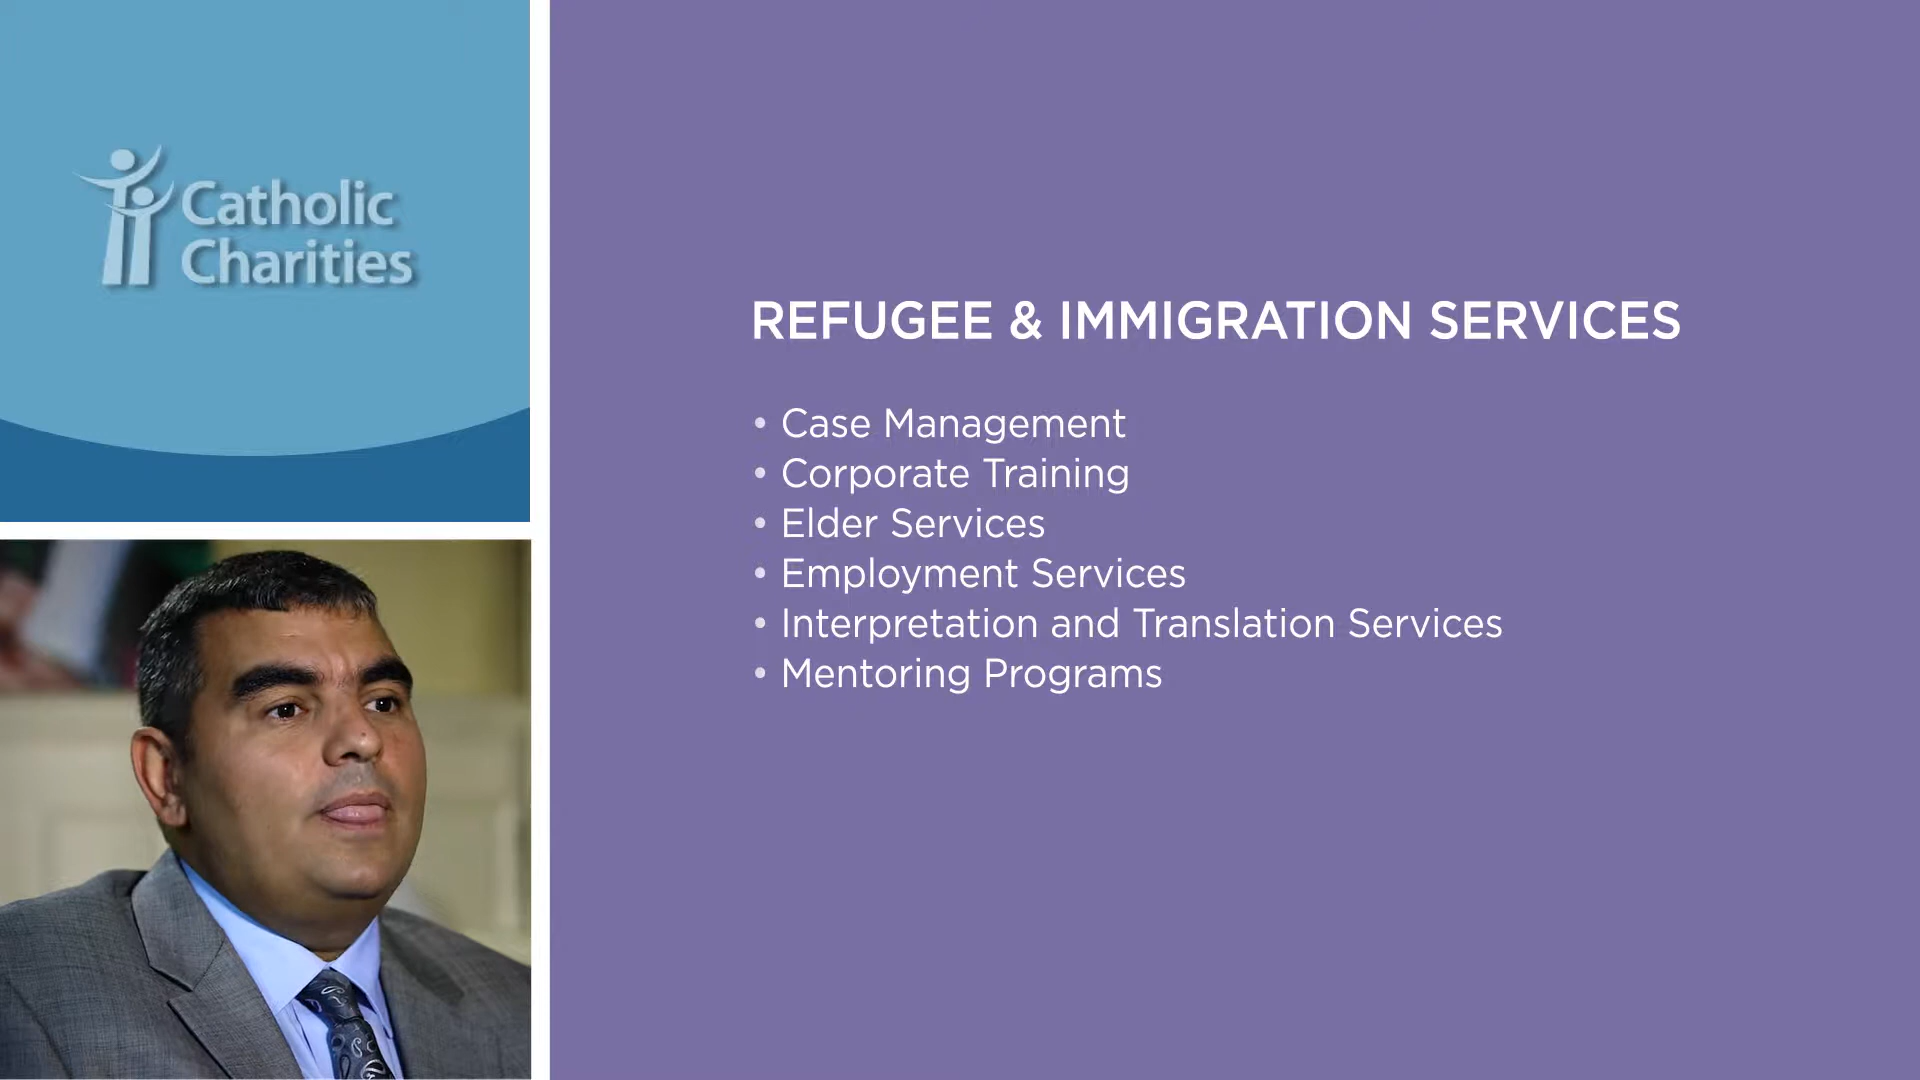 Catholic
Charities
REFUGEE & IMMIGRATION SERVICES
• Case Management
• Corporate Training
• Elder Services
• Employment Services
• Interpretation and Translation Services
• Mentoring Programs